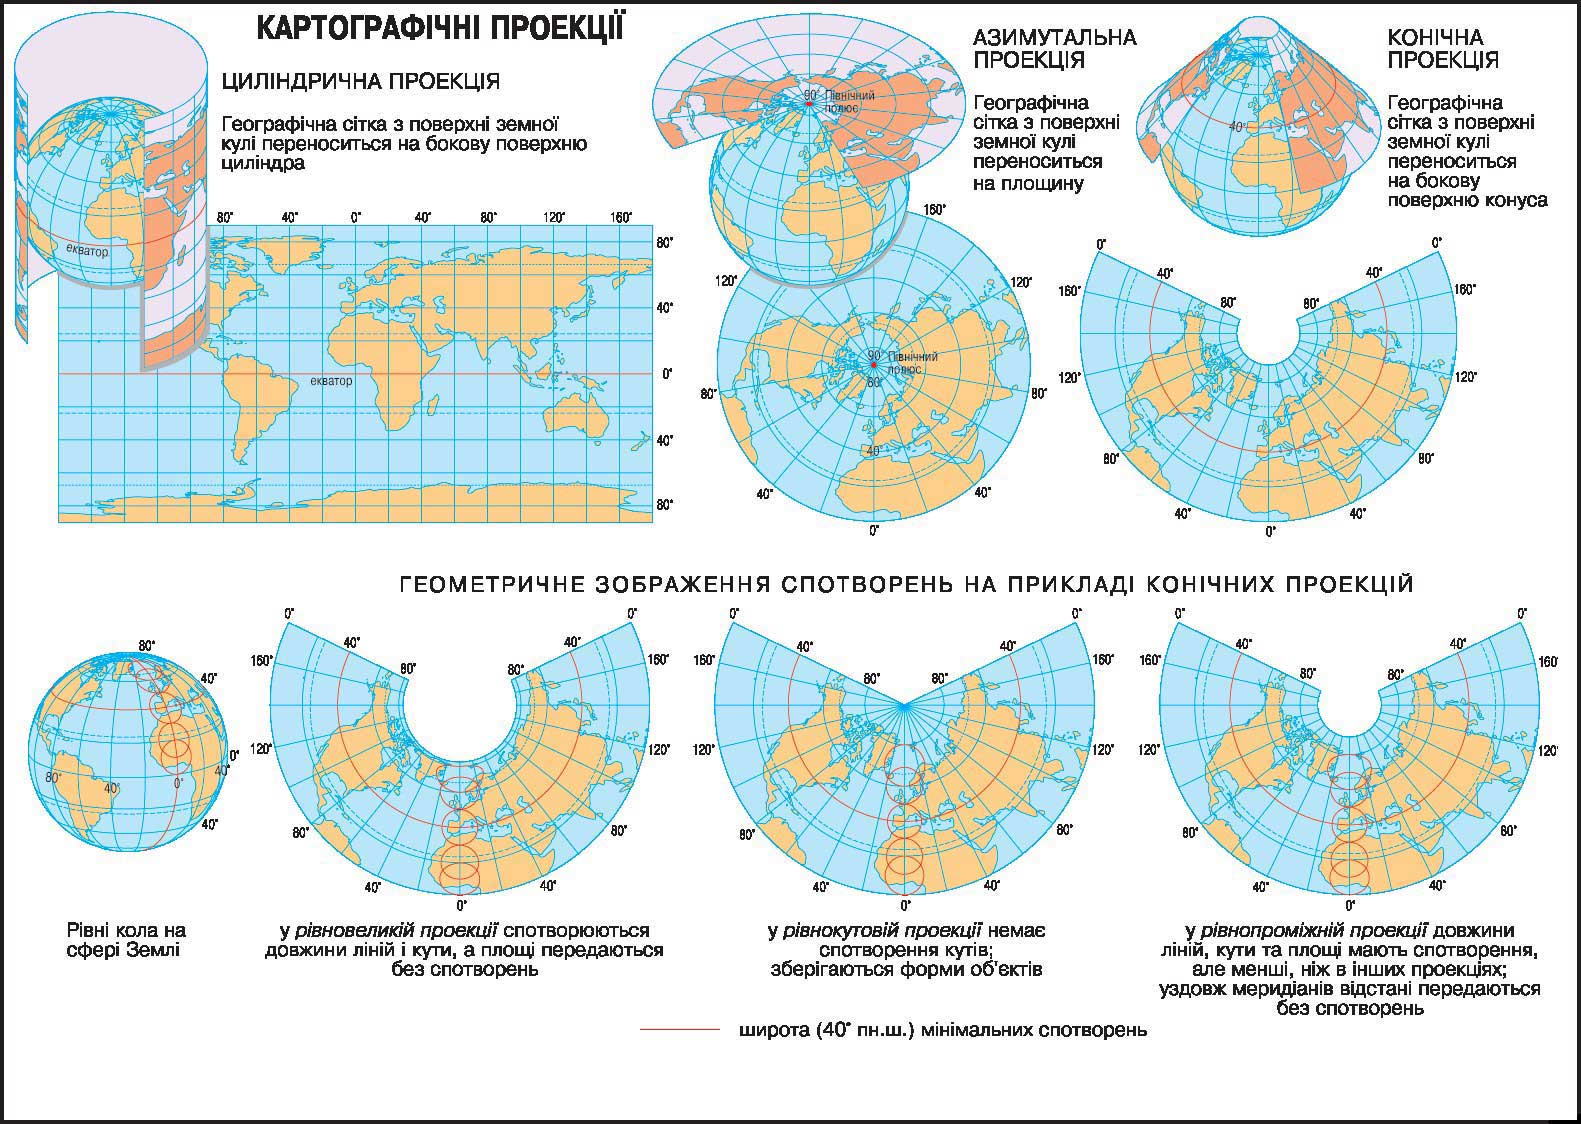 КАРТОГРАФІЧНІ ПРОЕКЦІЇ
ЦИЛІНДРИЧНА ПРОЕКЦІЯ
Географічна сітка з поверхні земної
кулі переноситься на бокову поверхню
циліндра
екватор
80° 40° 0° 40° 80° 120° 160°
80°
40°
0°
40°
80°
екватор
АЗИМУТАЛЬНА
ПРОЕКЦІЯ
Географічна
сітка з поверхні
земної кулі
переноситься
на площину
90° Північний
полюс
160°
120° 120°
90° Північний
полюс
80°
80° 80°
40°
40° 40°
0°
КОНІЧНА
ПРОЕКЦІЯ
Географічна
сітка з поверхні
земної кулі
переноситься
на бокову
поверхню конуса
40°
0° 0°
40° 40°
160° 80° 80° 160°
120° 120°
80° 80°
40° 40°
0°
ГЕОМЕТРИЧНЕ ЗОБРАЖЕННЯ СПОТВОРЕНЬ НА ПРИКЛАДІ КОНІЧНИХ ПРОЕКЦІЙ
80°
40°
0°
80° 40° 0° 40°
40°
Рівні кола на
сфері Землі
0° 0°
40° 40°
160° 80° 80° 160°
120° 120°
80° 80°
40° 40°
0°
у рівновеликій проекції спотворюються
довжини ліній і кути, а площі передаються
без спотворень
0° 0°
40° 40°
160° 80° 80° 160°
120° 120°
80° 80°
40° 40°
0°
у рівнокутовій проекції немає
спотворення кутів;
зберігаються форми об'єктів
0° 0°
40° 40°
160° 80° 80° 160°
120° 120°
80° 80°
40° 40°
0°
у рівнопроміжній проекції довжини
ліній, кути та площі мають спотворення,
але менші, ніж в інших проекціях;
уздовж меридіанів відстані передаються
без спотворень
широта (40° пн.ш.) мінімальних спотворень